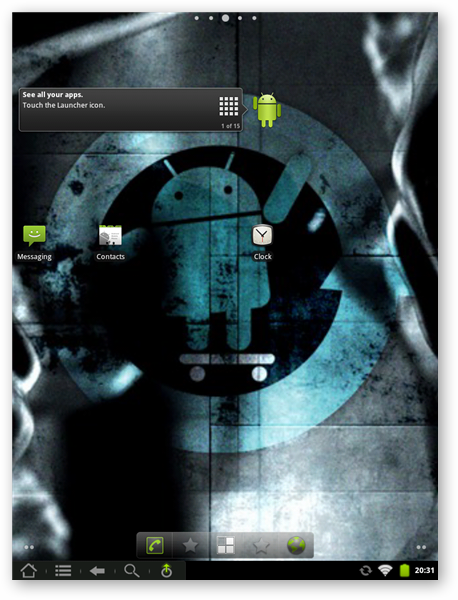 See all your apps.
Touch the Launcher icon.
1 of 15
Messaging
Contacts
Clock
20:31